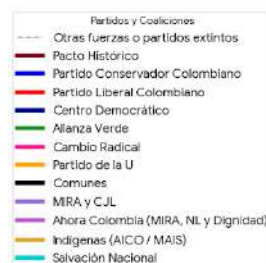 Partidos y Coaliciones
Otras fuerzas o partidos extintos
Pacto Histórico
Partido Conservador Colombiano
Partido Liberal Colombiano
Centro Democrático
Alianza Verde
Cambio Radical
Partido de la U
Comunes
MIRA y CJL
Ahora Colombia (MIRA, NL y Dignidad)
Indígenas (AICO / MAIS)
Salvación Nacional